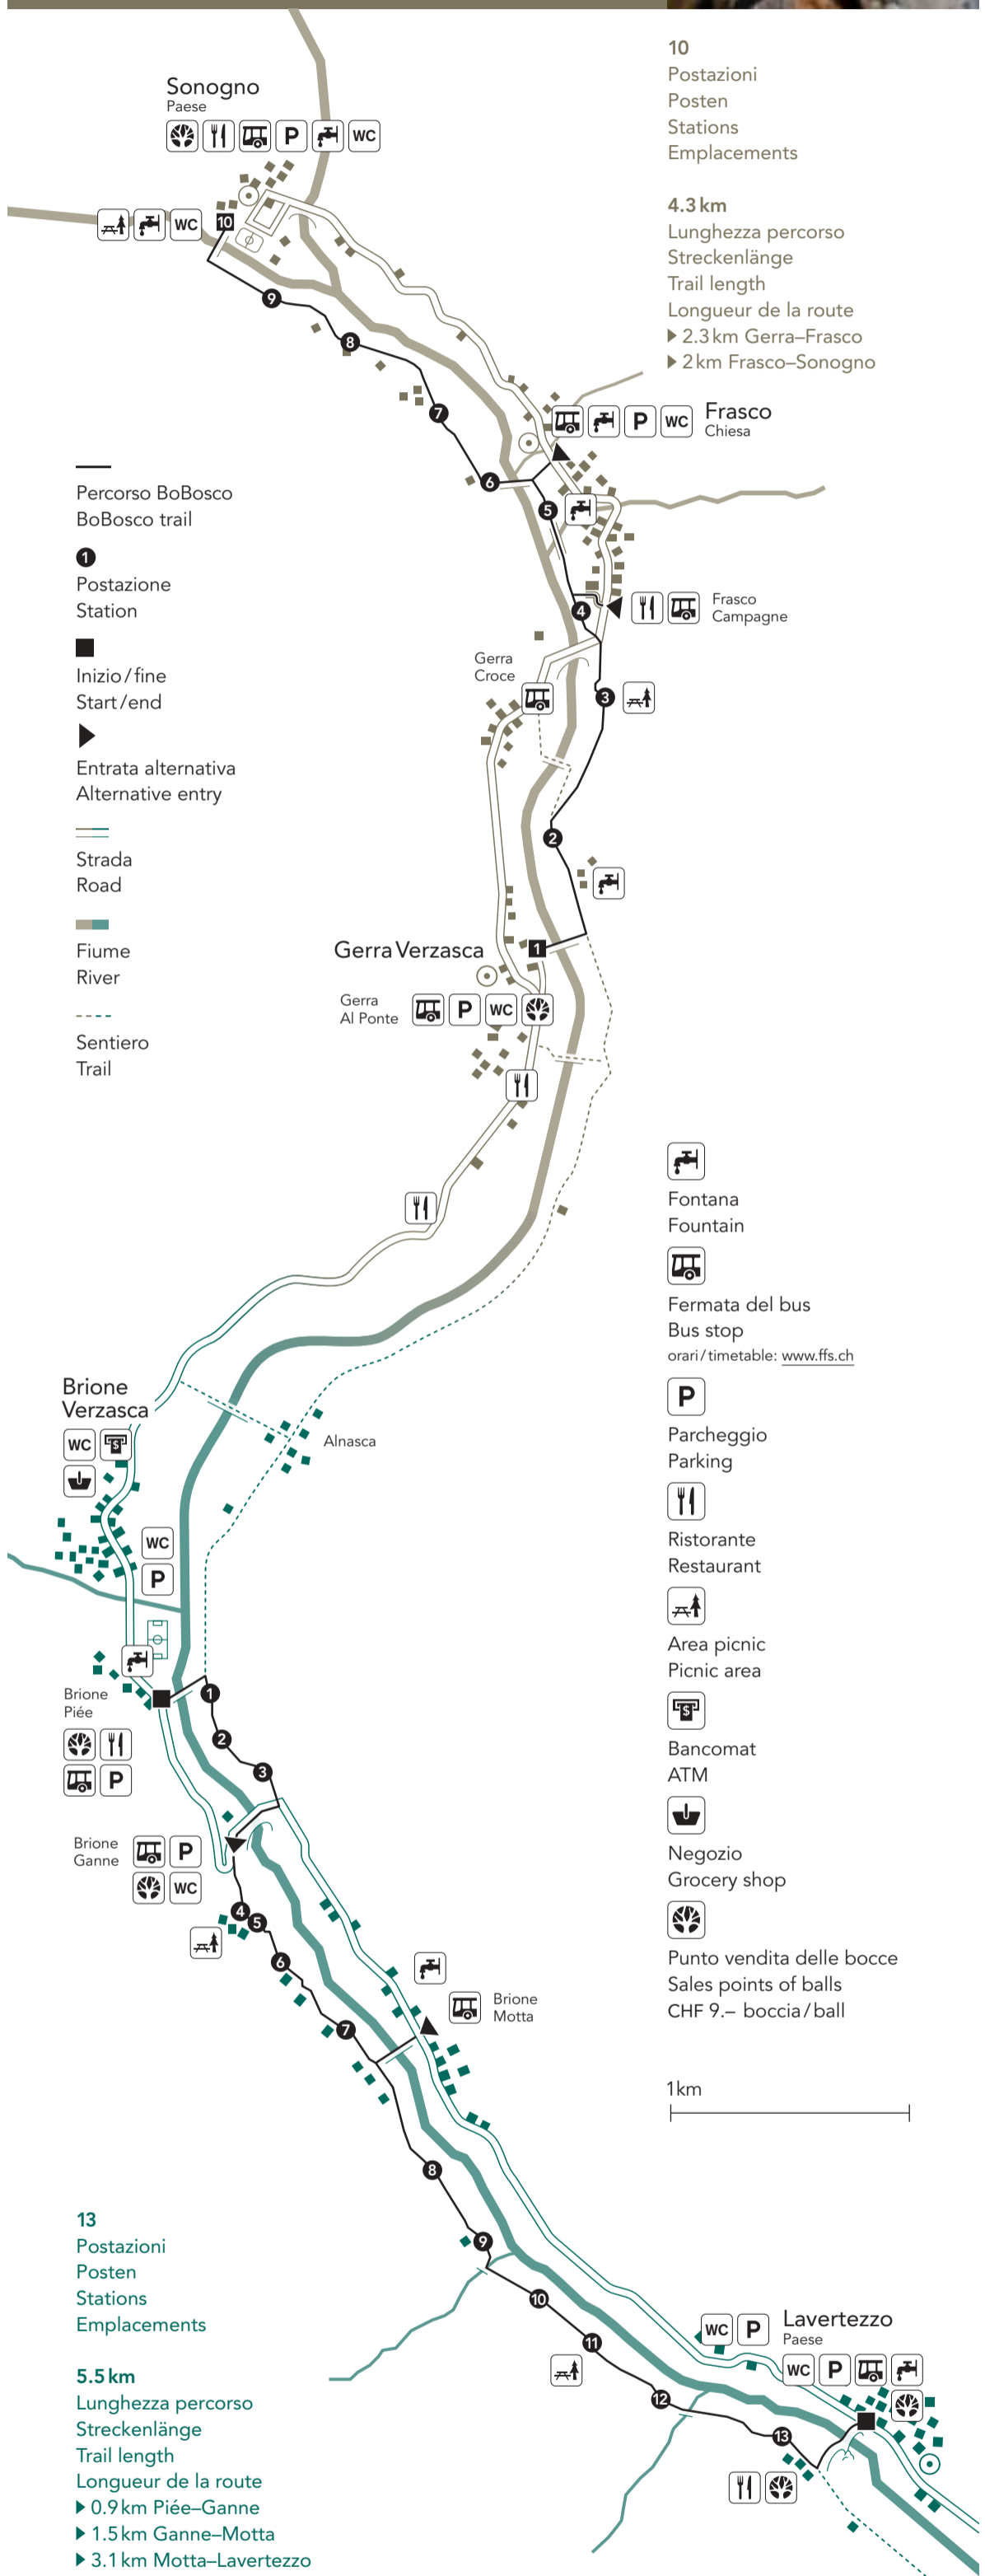 10
Postazioni
Posten
Stations
Emplacements
4.3 km
Lunghezza percorso
Streckenlänge
Trail length
Longueur de la route
2.3 km Gerra–Frasco
2 km Frasco–Sonogno
Sonogno
Paese
P
WC
WC
10
9
8
7
6
5
4
3
2
1
P
WC
Frasco
Chiesa
Frasco
Campagne
Gerra
Croce
Gerra Verzasca
Gerra
Al Ponte
P
WC
Percorso BoBosco
BoBosco trail
1
Postazione
Station
Inizio / fine
Start / end
Entrata alternativa
Alternative entry
Strada
Road
Fiume
River
Sentiero
Trail
Fontana
Fountain
Fermata del bus
Bus stop
orari / timetable: www.ffs.ch
P
Parcheggio
Parking
Ristorante
Restaurant
Area picnic
Picnic area
$
Bancomat
ATM
Negozio
Grocery shop
Punto vendita delle bocce
Sales points of balls
CHF 9.– boccia / ball
1 km
Brione
Verzasca
WC
$
Alnasca
WC
P
Brione
Piée
P
1
2
3
Brione
Ganne
P
WC
4
5
6
7
Brione
Motta
8
9
10
11
12
13
WC
P
Lavertezzo
Paese
WC
P
13
Postazioni
Posten
Stations
Emplacements
5.5 km
Lunghezza percorso
Streckenlänge
Trail length
Longueur de la route
0.9 km Piée–Ganne
1.5 km Ganne–Motta
3.1 km Motta–Lavertezzo